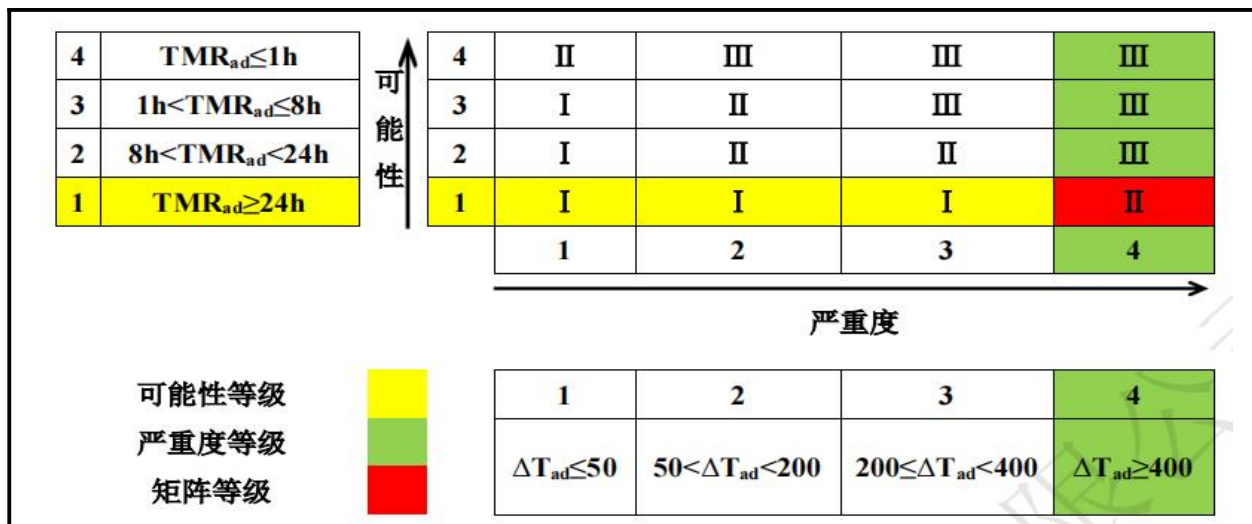 4 TMRad≤1h 4 Ⅱ Ⅲ Ⅲ Ⅲ
3 1h<TMRad≤8h 3 Ⅰ Ⅱ Ⅲ Ⅲ
2 8h<TMRad<24h 2 Ⅰ Ⅱ Ⅱ Ⅲ
1 TMRad≥24h 1 Ⅰ Ⅰ Ⅰ Ⅱ
可能性
1 2 3 4
严重度
可能性等级 1 2 3 4
严重度等级
ΔTad≤50 50<ΔTad<200 200≤ΔTad<400 ΔTad≥400
矩阵等级
限公司